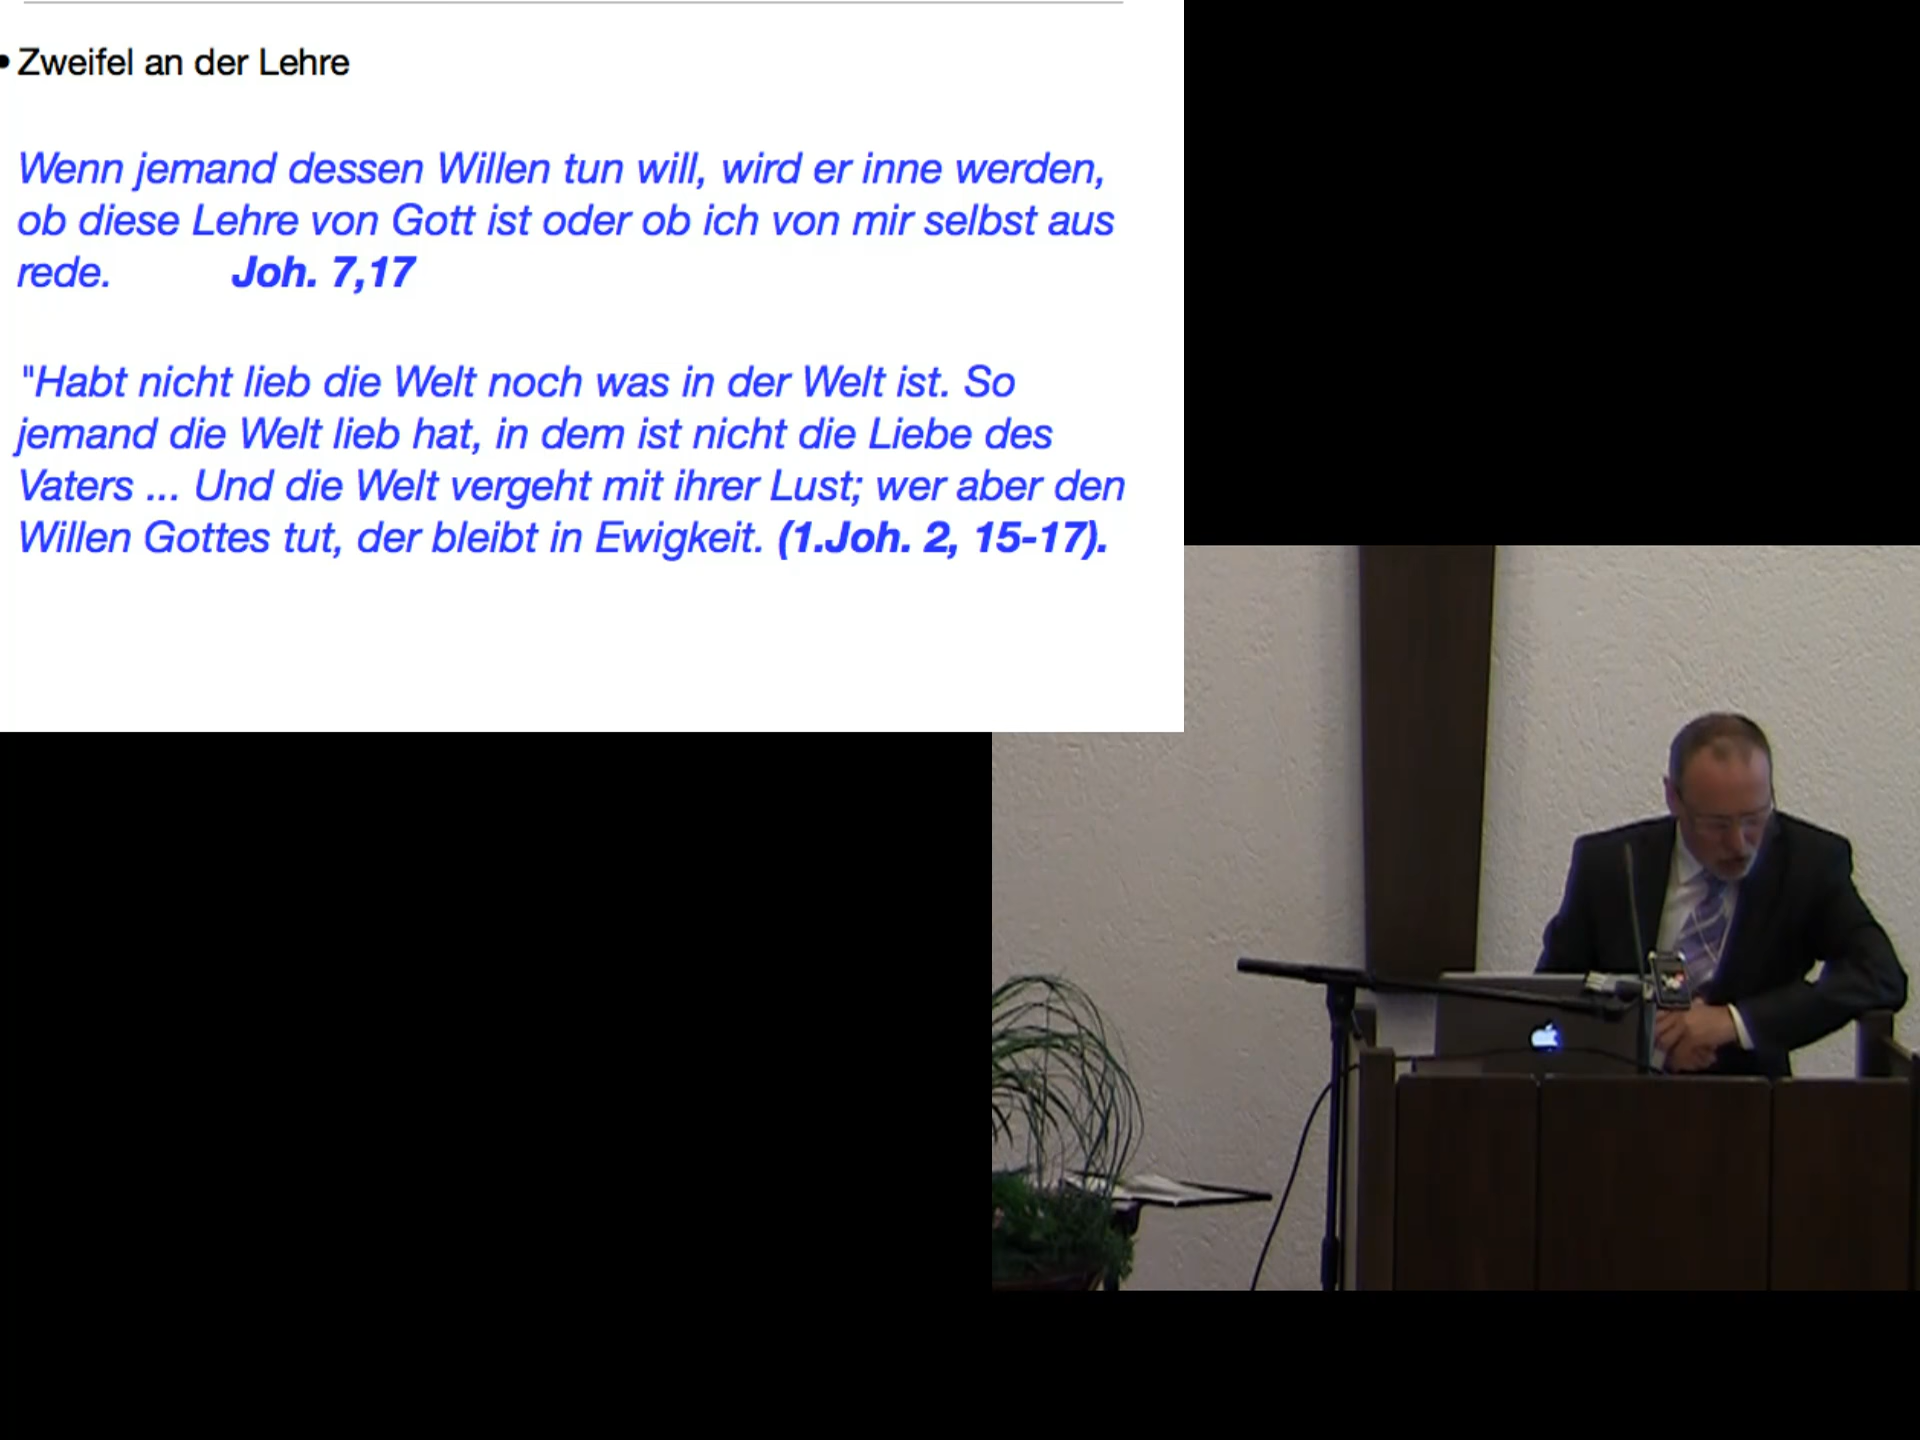 • Zweifel an der Lehre
Wenn jemand dessen Willen tun will, wird er inne werden,
ob diese Lehre von Gott ist oder ob ich von mir selbst aus
rede. Joh. 7,17
"Habt nicht lieb die Welt noch was in der Welt ist. So
jemand die Welt lieb hat, in dem ist nicht die Liebe des
Vaters ... Und die Welt vergeht mit ihrer Lust; wer aber den
Willen Gottes tut, der bleibt in Ewigkeit. (1.Joh. 2, 15-17).